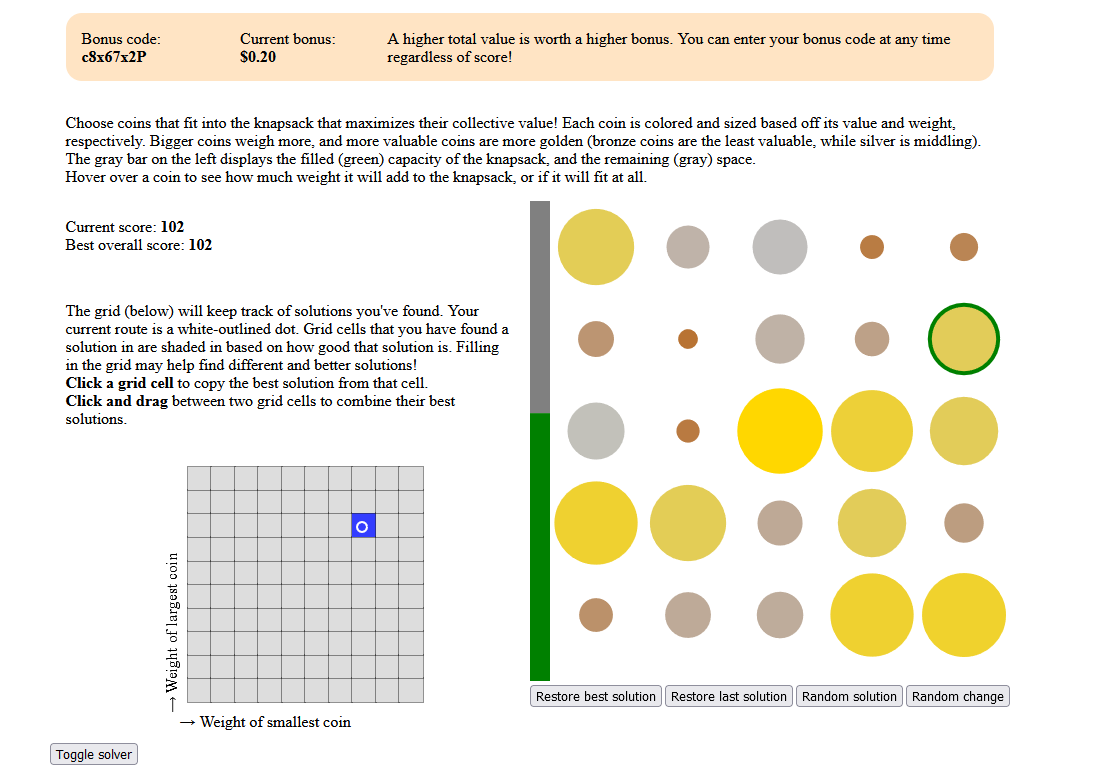 Bonus code:
c8x67x2P
Current bonus:
$0.20
A higher total value is worth a higher bonus. You can enter your bonus code at any time
regardless of score!
Choose coins that fit into the knapsack that maximizes their collective value! Each coin is colored and sized based off its value and weight,
respectively. Bigger coins weigh more, and more valuable coins are more golden (bronze coins are the least valuable, while silver is middling).
The gray bar on the left displays the filled (green) capacity of the knapsack, and the remaining (gray) space.
Hover over a coin to see how much weight it will add to the knapsack, or if it will fit at all.
Current score: 102
Best overall score: 102
The grid (below) will keep track of solutions you've found. Your
current route is a white-outlined dot. Grid cells that you have found a
solution in are shaded in based on how good that solution is. Filling
in the grid may help find different and better solutions!
Click a grid cell to copy the best solution from that cell.
Click and drag between two grid cells to combine their best
solutions.
→ Weight of largest coin
→ Weight of smallest coin
Restore best solution
Restore last solution
Random solution
Random change
Toggle solver